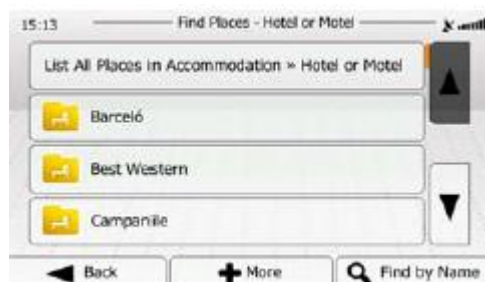 15:13
Find Places - Hotel or Motel
List All Places in Accommodation » Hotel or Motel
Barceló
Best Western
Campanille
Back
More
Find by Name